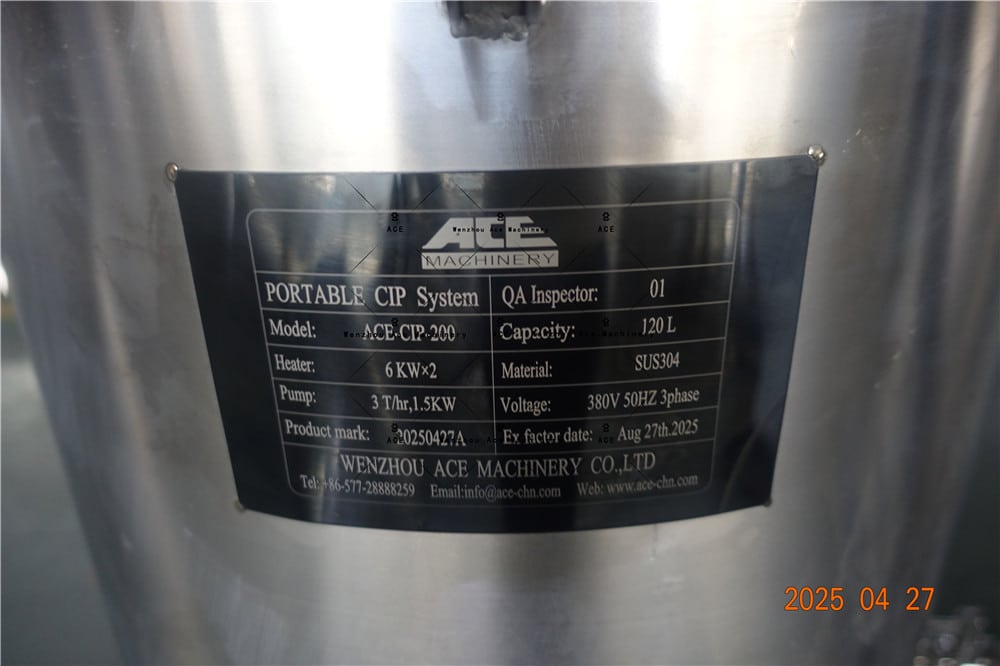 ACE
MACHINERY
PORTABLE CIP System QA Inspector: 01
Model: ACE-CIP-200 Capacity: 120 L
Heater: 6 KW×2 Material: SUS304
Pump: 3 T/hr,1.5KW Voltage: 380V 50HZ 3phase
Product mark: 20250427A Ex factor date: Aug 27th.2025
WENZHOU ACE MACHINERY CO.,LTD
Tel: +86-577-28888259 Email:info@ace-chn.com Web: www.ace-chn.com
ACE Wenzhou Ace Machinery ACE
2025 04 27